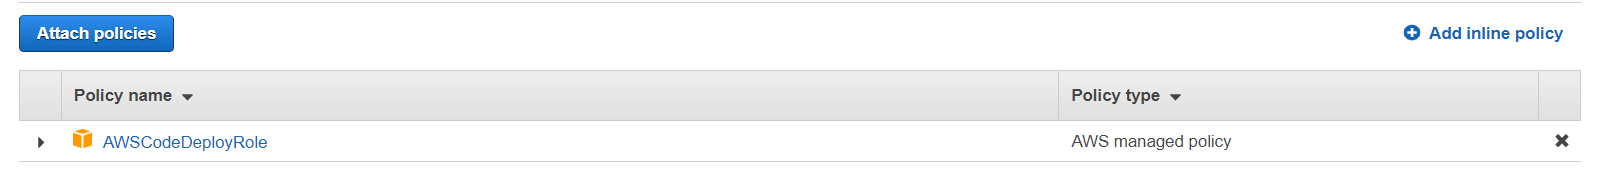 Attach policies
Add inline policy
Policy name
Policy type
AWSCodeDeployRole
AWS managed policy